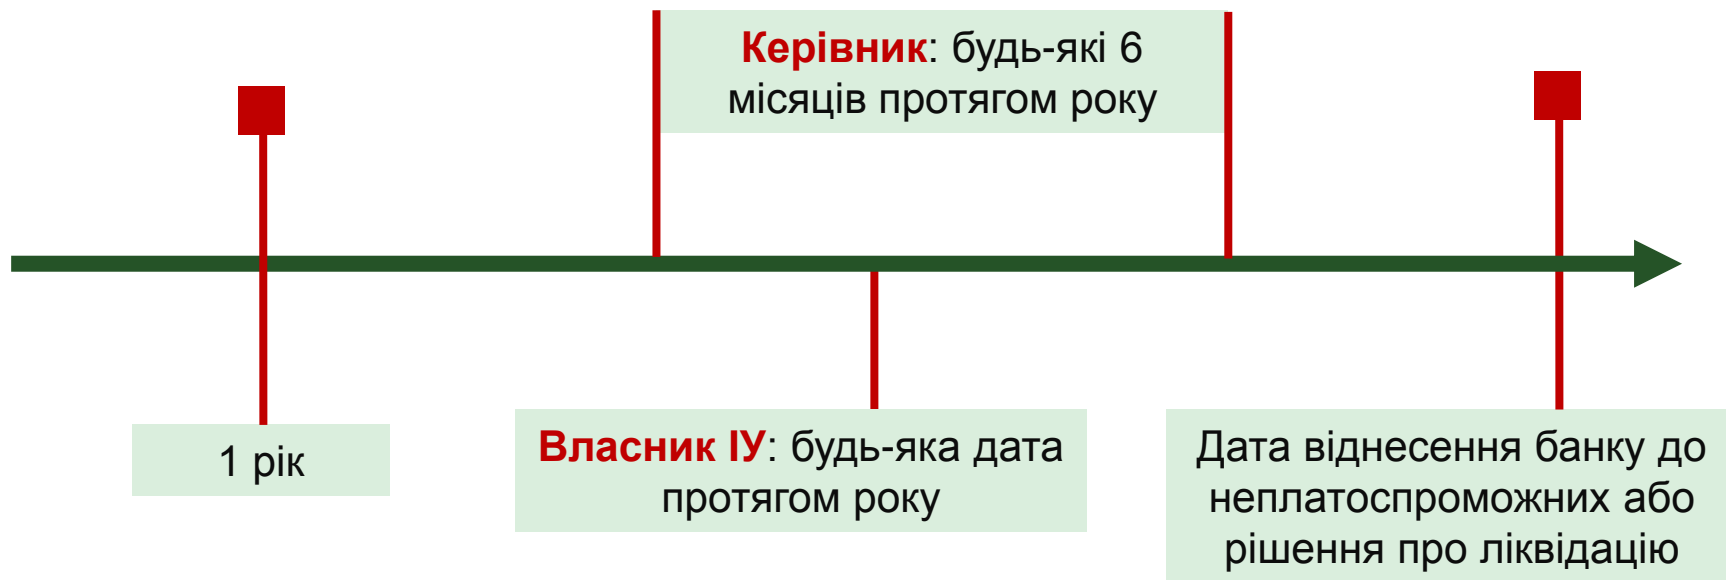 Керівник: будь-які 6
місяців протягом року
1 рік
Власник ІУ: будь-яка дата
протягом року
Дата віднесення банку до
неплатоспроможних або
рішення про ліквідацію